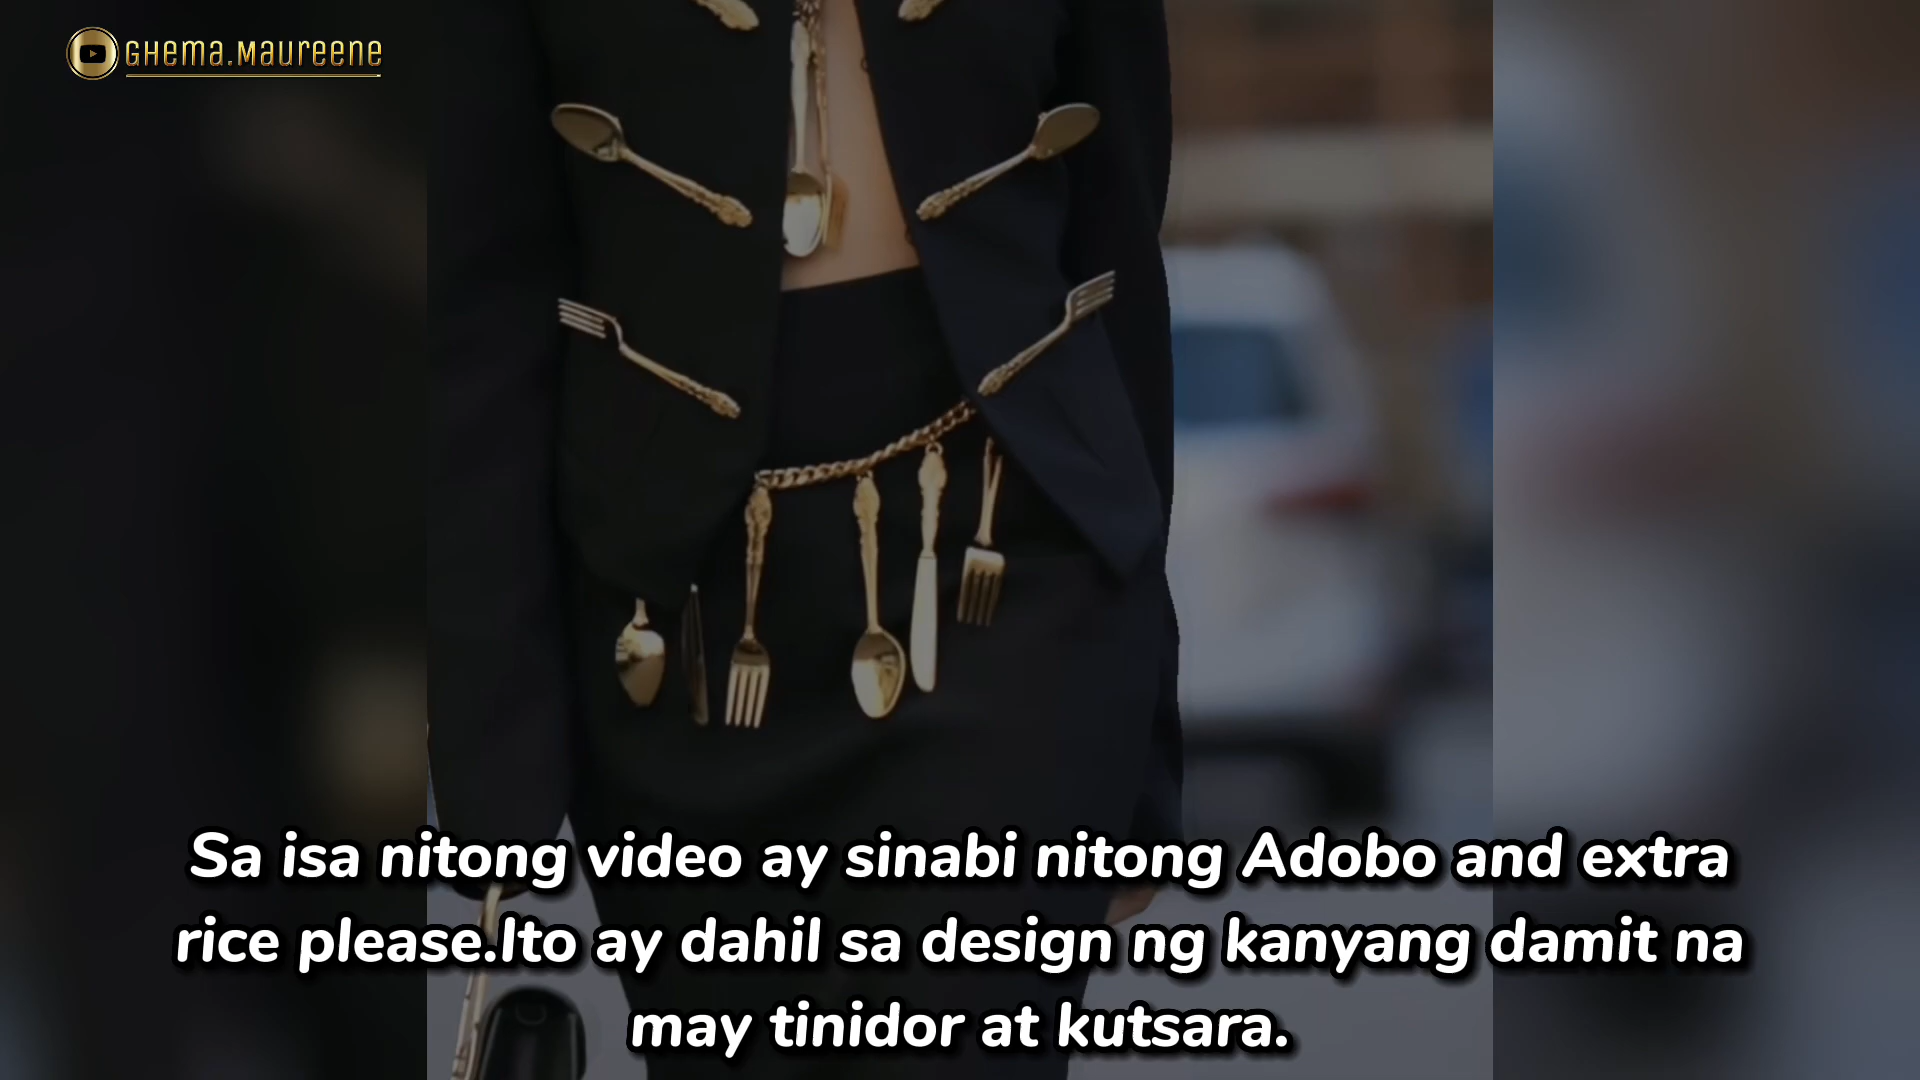 GHEMA.MAUREENE
Sa isa nitong video ay sinabi nitong Adobo and extra
rice please.Ito ay dahil sa design ng kanyang damit na
may tinidor at kutsara.